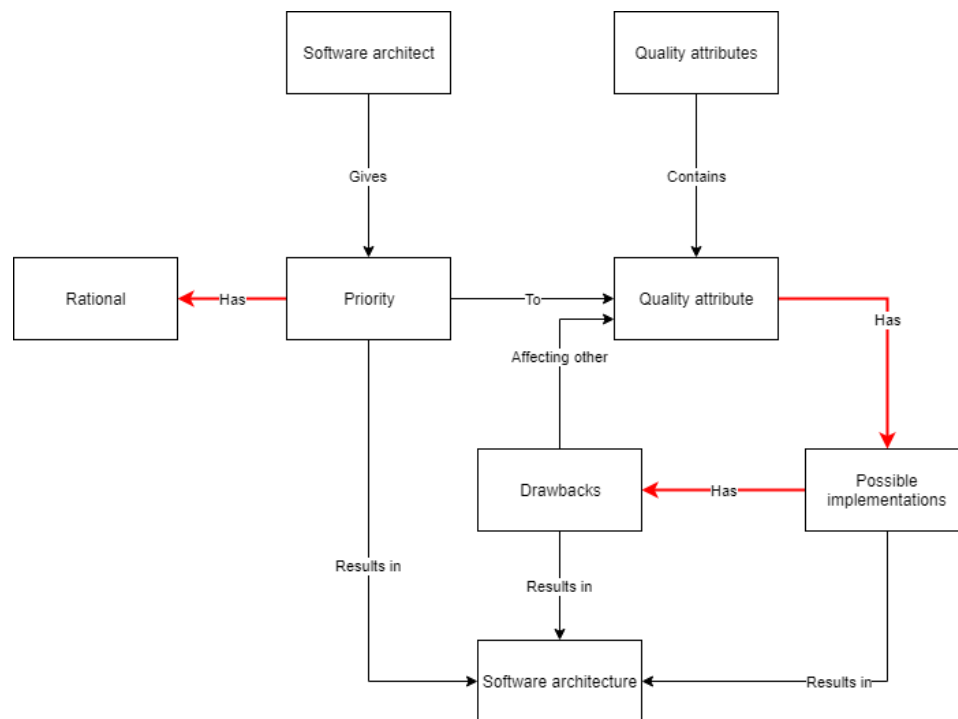 Software architect
Quality attributes
Gives
Contains
Rational
Has
Priority
To
Quality attribute
Has
Affecting other
Drawbacks
Has
Possible
implementations
Results in
Results in
Software architecture
Results in